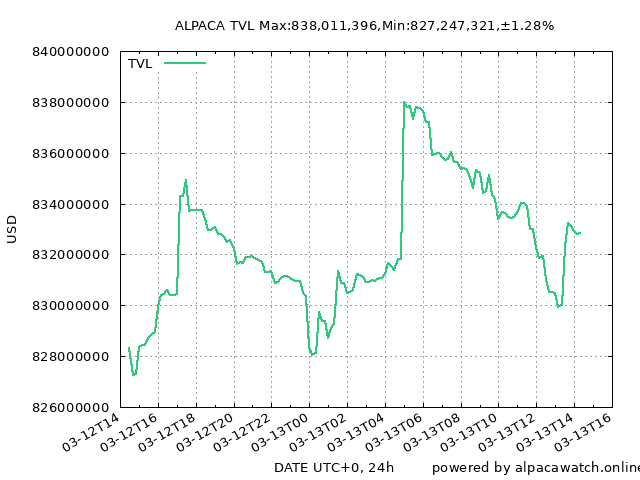 ALPACA TVL Max:838,011,396,Min:827,247,321,±1.28%
TVL
840000000
838000000
836000000
834000000
832000000
830000000
828000000
826000000
USD
03-12T14
03-12T16
03-12T18
03-12T20
03-12T22
03-13T00
03-13T02
03-13T04
03-13T06
03-13T08
03-13T10
03-13T12
03-13T14
03-13T16
DATE UTC+0, 24h
powered by alpacawatch.online